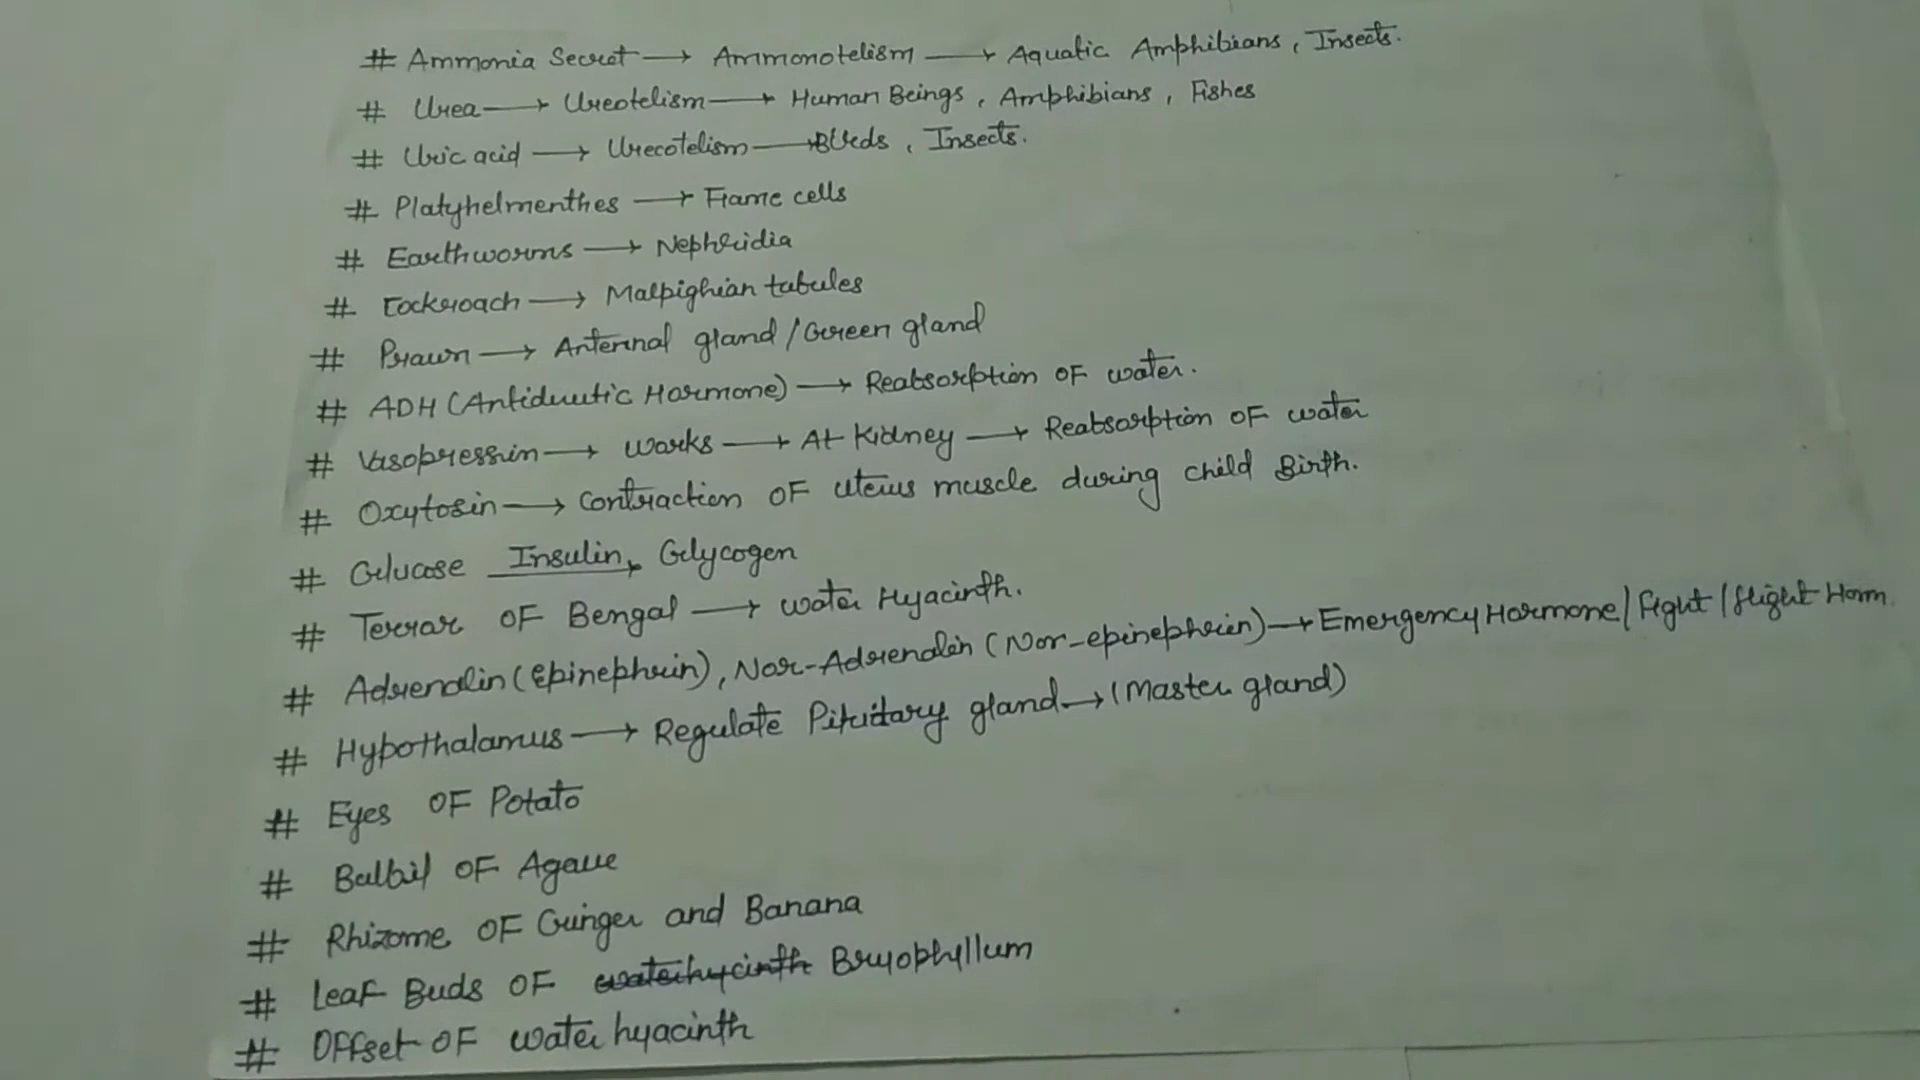 # Ammonia Secret → Ammonotelism → Aquatic Amphibians, Insects.
# Urea → Ureotelism → Human Beings, Amphibians, Fishes
# Uric acid → Urecotelism → Birds, Insects.
# Platyhelmenthes → Flame cells
# Earthworms → Nephridia
# Cockroach → Malpighian tubules
# Prawn → Antennal gland / Green gland
# ADH (Antidiuetic Hormone) → Reabsorption OF water.
# Vasopressin → works → At Kidney → Reabsorption OF water
# Oxytosin → Contraction OF uterus muscle during child Birth.
# Glucose Insulin → Glycogen
# Terrar OF Bengal → water Hyacinth.
# Adrenalin (Epinephrin), Nor-Adrenalin (Nor-epinephrin) → Emergency Hormone / Fight / flight Horm.
# Hypothalamus → Regulate Pituitary gland → (Master gland)
# Eyes OF Potato
# Bulbil OF Agave
# Rhizome OF Ginger and Banana
# Leaf Buds OF waterhycinth Bryophyllum
# Offset OF water hyacinth